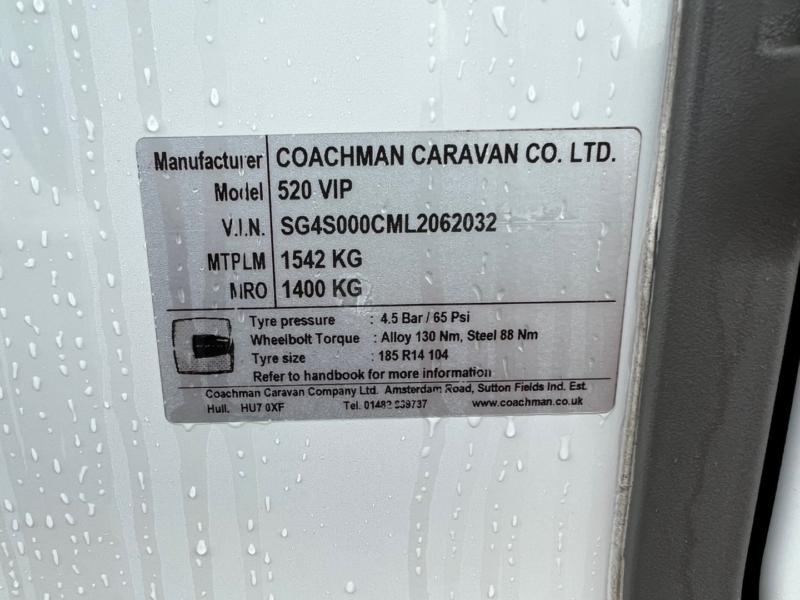 Manufacturer COACHMAN CARAVAN CO. LTD.
Model 520 VIP
V.I.N. SG4S000CML2062032
MTPLM 1542 KG
MRO 1400 KG
Tyre pressure : 4.5 Bar / 65 Psi
Wheelbolt Torque : Alloy 130 Nm, Steel 88 Nm
Tyre size : 185 R14 104
Refer to handbook for more information
Coachman Caravan Company Ltd. Amsterdam Road, Sutton Fields Ind. Est.
Hull. HU7 0XF Tel. 01482 839737 www.coachman.co.uk